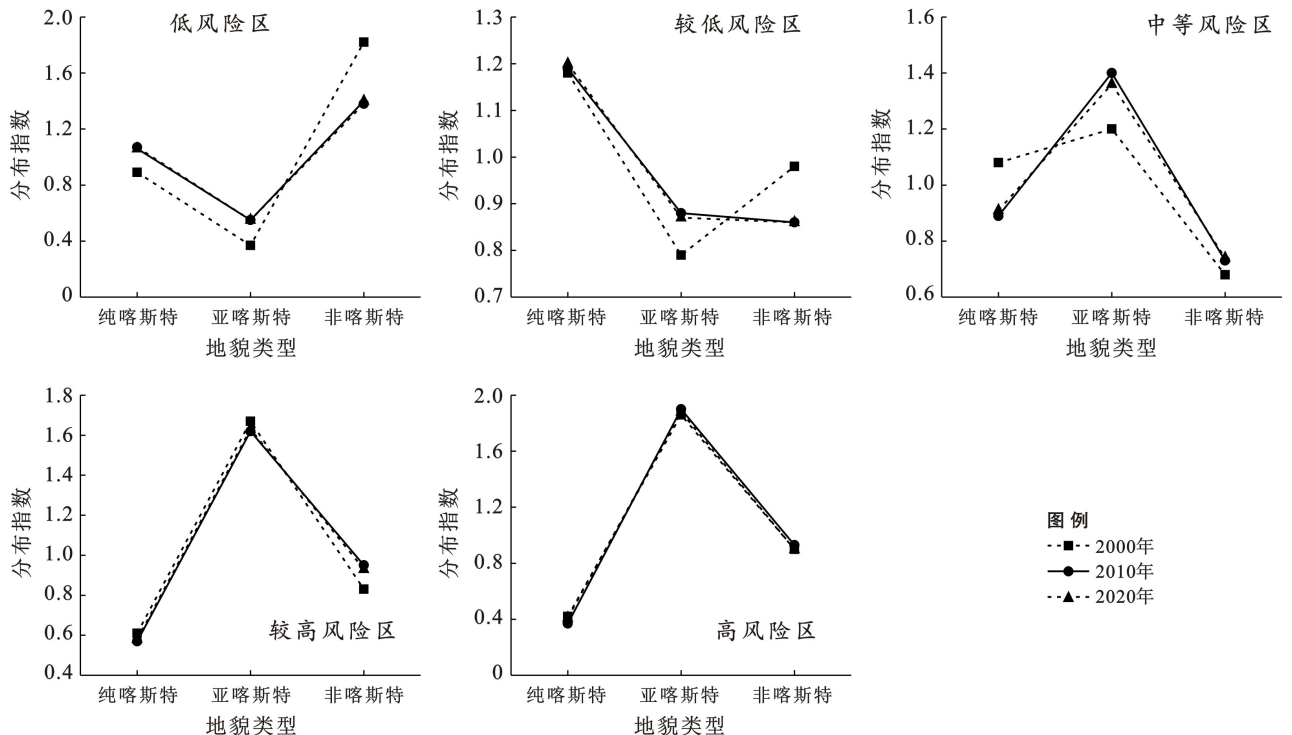 低风险区
2.0
1.6
1.2
0.8
0.4
0
分布指数
纯喀斯特 亚喀斯特 非喀斯特
地貌类型
较低风险区
1.3
1.2
1.1
1.0
0.9
0.8
0.7
分布指数
纯喀斯特 亚喀斯特 非喀斯特
地貌类型
中等风险区
1.6
1.4
1.2
1.0
0.8
0.6
分布指数
纯喀斯特 亚喀斯特 非喀斯特
地貌类型
1.8
1.6
1.4
1.2
1.0
0.8
0.6
0.4
分布指数
较高风险区
纯喀斯特 亚喀斯特 非喀斯特
地貌类型
2.0
1.6
1.2
0.8
0.4
0
分布指数
高风险区
纯喀斯特 亚喀斯特 非喀斯特
地貌类型
图例
2000年
2010年
2020年